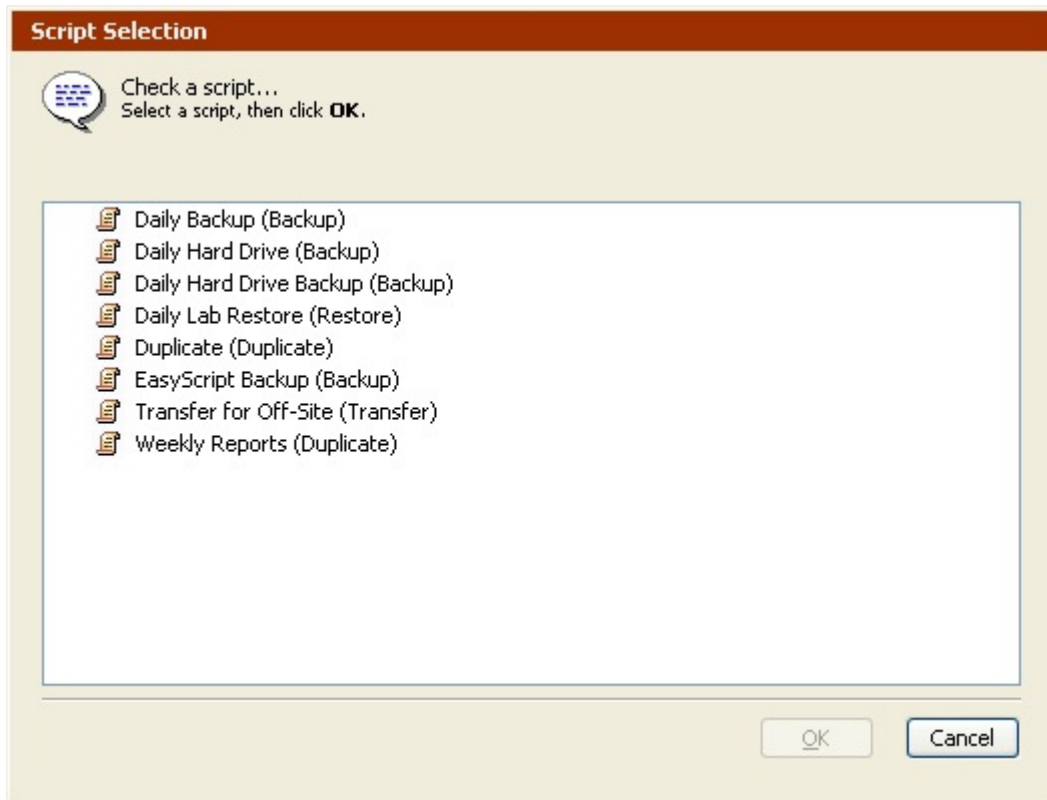 Script Selection
Check a script...
Select a script, then click OK.
Daily Backup (Backup)
Daily Hard Drive (Backup)
Daily Hard Drive Backup (Backup)
Daily Lab Restore (Restore)
Duplicate (Duplicate)
EasyScript Backup (Backup)
Transfer for Off-Site (Transfer)
Weekly Reports (Duplicate)
OK
Cancel